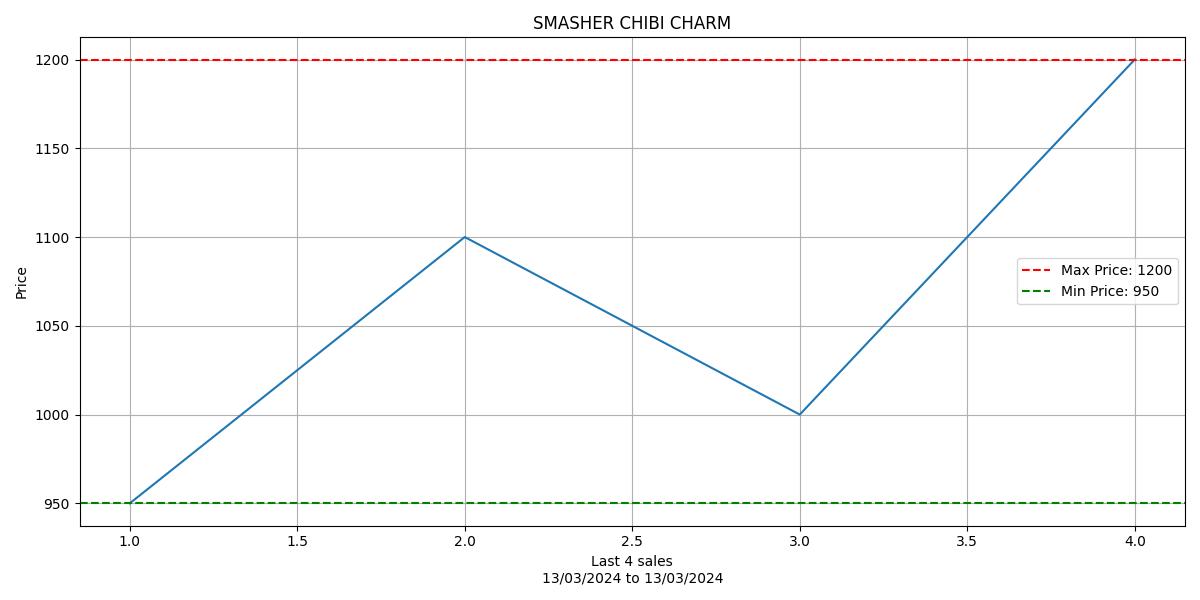 SMASHER CHIBI CHARM
Price
1200
1150
1100
1050
1000
950
Max Price: 1200
Min Price: 950
1.0 1.5 2.0 2.5 3.0 3.5 4.0
Last 4 sales
13/03/2024 to 13/03/2024